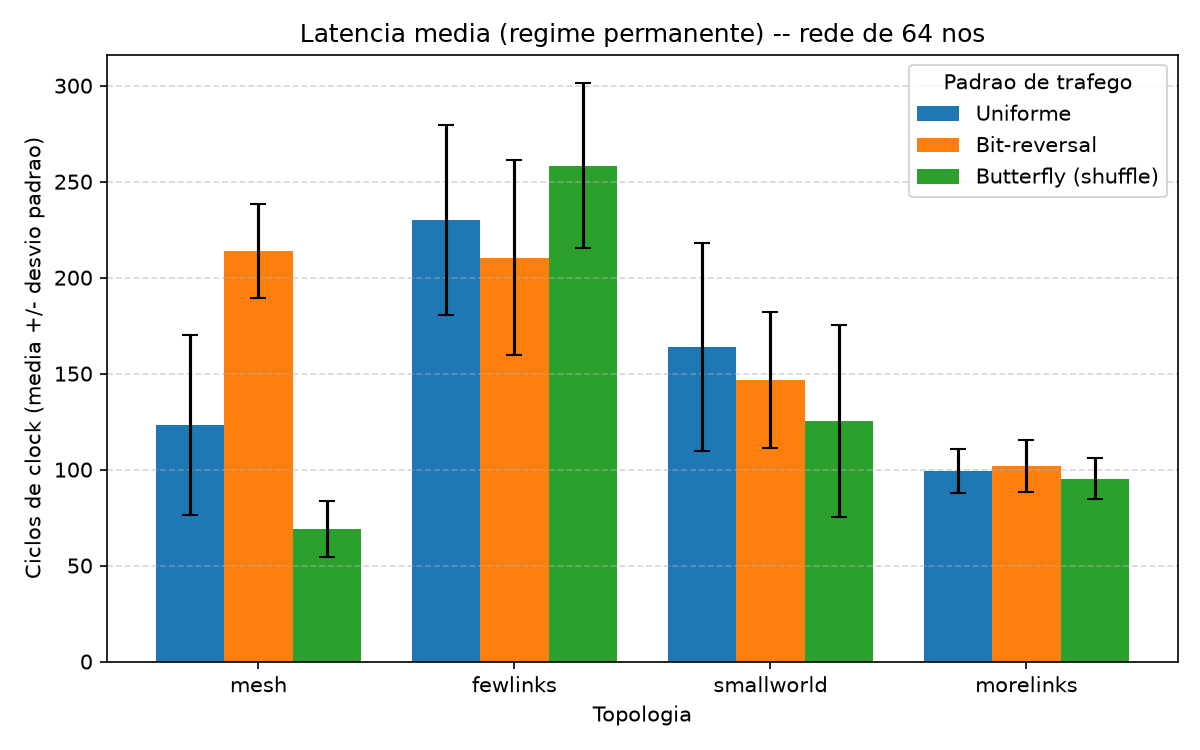 Latencia media (regime permanente) -- rede de 64 nos
Ciclos de clock (media +/- desvio padrao)
300
250
200
150
100
50
0
Padrao de trafego
Uniforme
Bit-reversal
Butterfly (shuffle)
mesh
fewlinks
smallworld
morelinks
Topologia